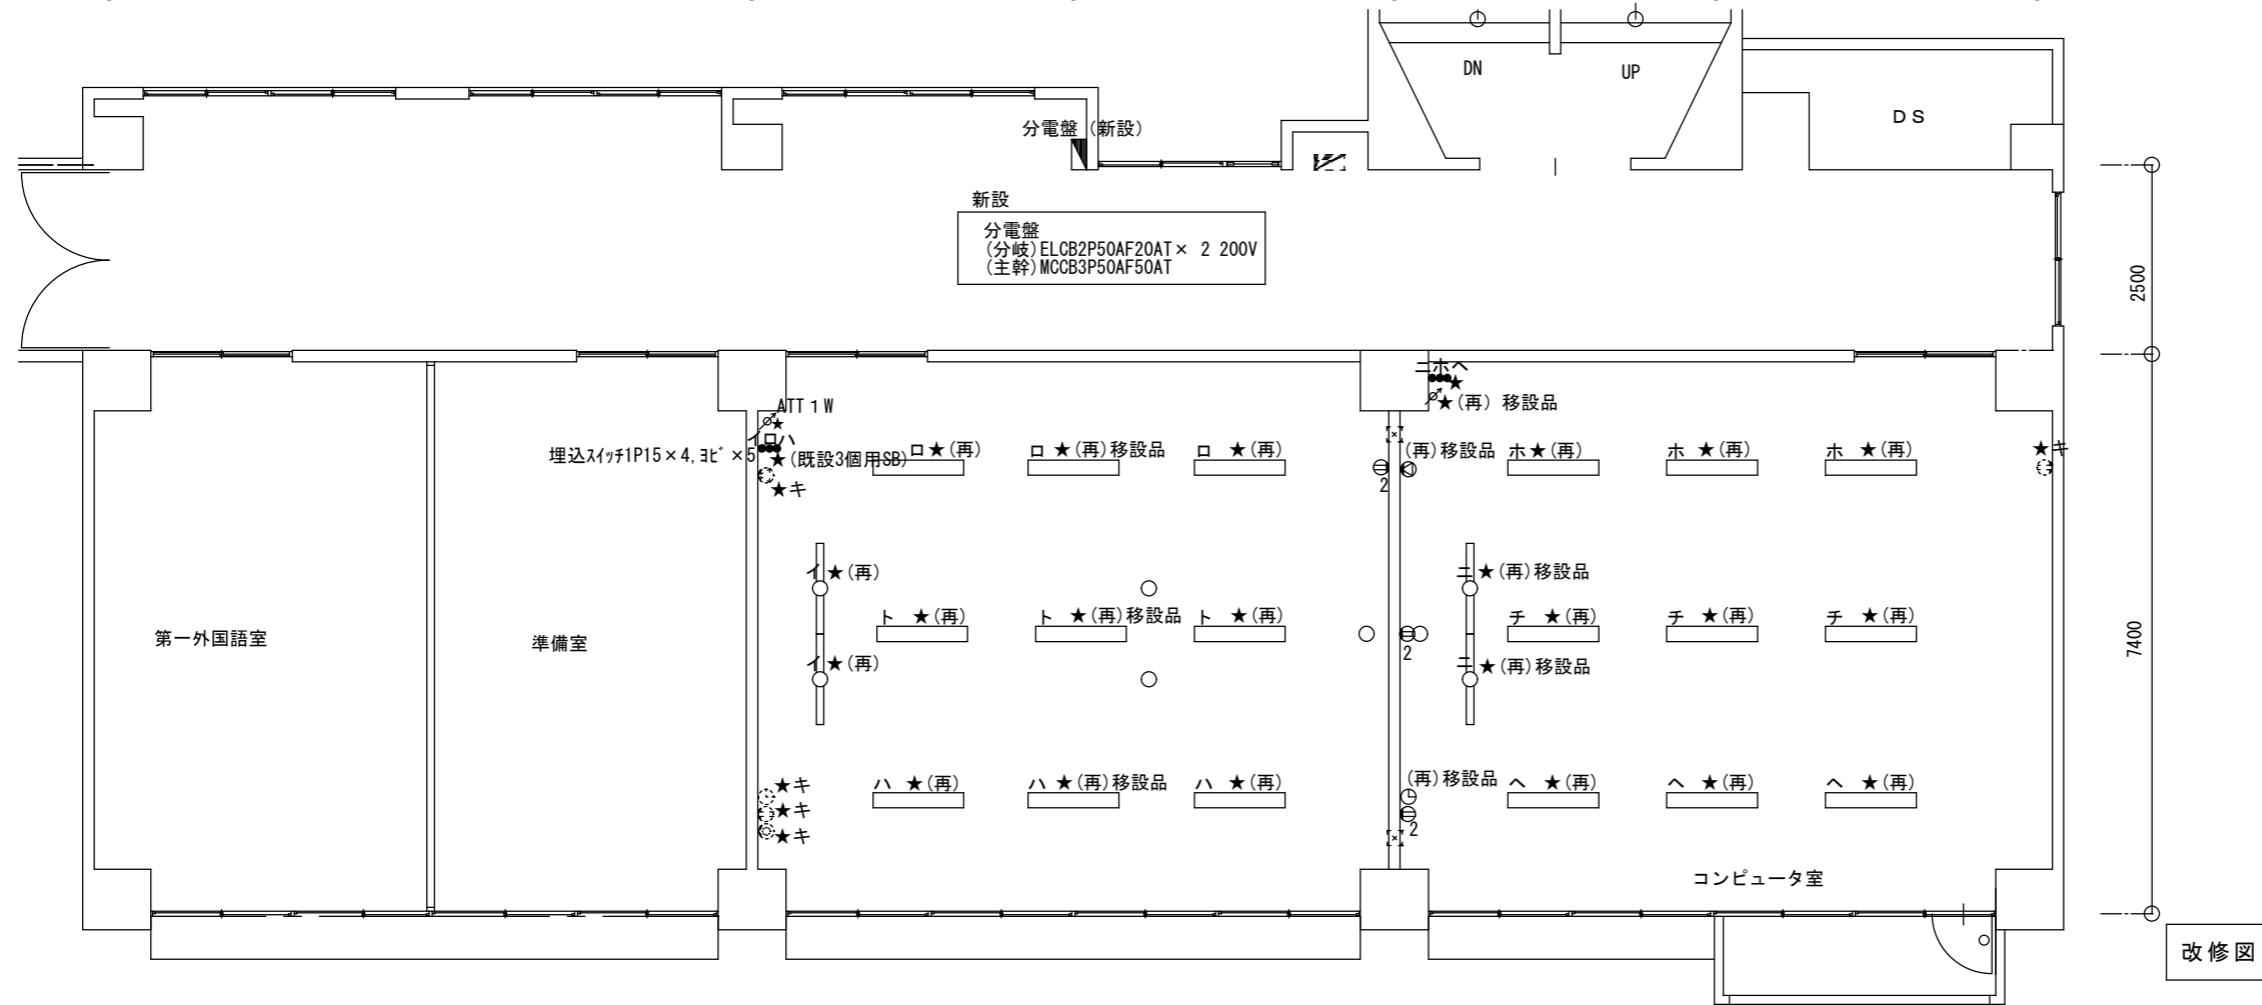 DN
UP
DS
分電盤（新設）
新設
分電盤
(分岐)ELCB2P50AF20AT× 2 200V
(主幹)MCCB3P50AF50AT
2500
ニホヘ
★
★(再) 移設品
ATT１W
★
イロハ
埋込ｽｲｯﾁ1P15×4,ﾖﾋﾞ×5
★(既設3個用SB)
★キ
ロ★(再)
ロ ★(再)移設品
ロ ★(再)
(再)移設品
2
ホ★(再)
ホ ★(再)
ホ ★(再)
★キ
イ★(再)
ニ★(再)移設品
ト ★(再)
ト ★(再)移設品
ト ★(再)
チ ★(再)
チ ★(再)
チ ★(再)
第一外国語室
準備室
2
7400
イ★(再)
ニ★(再)移設品
★キ
★キ
★キ
ハ ★(再)
ハ ★(再)移設品
ハ ★(再)
(再)移設品
2
ヘ ★(再)
ヘ ★(再)
ヘ ★(再)
コンピュータ室
改修図